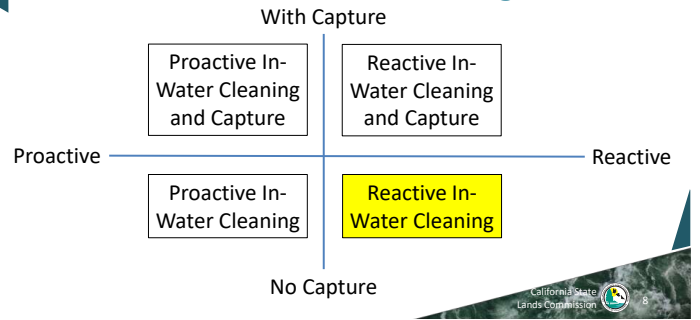 With Capture
Proactive In-
Water Cleaning
and Capture
Reactive In-
Water Cleaning
and Capture
Proactive
Reactive
Proactive In-
Water Cleaning
Reactive In-
Water Cleaning
No Capture
California State
Lands Commission
8